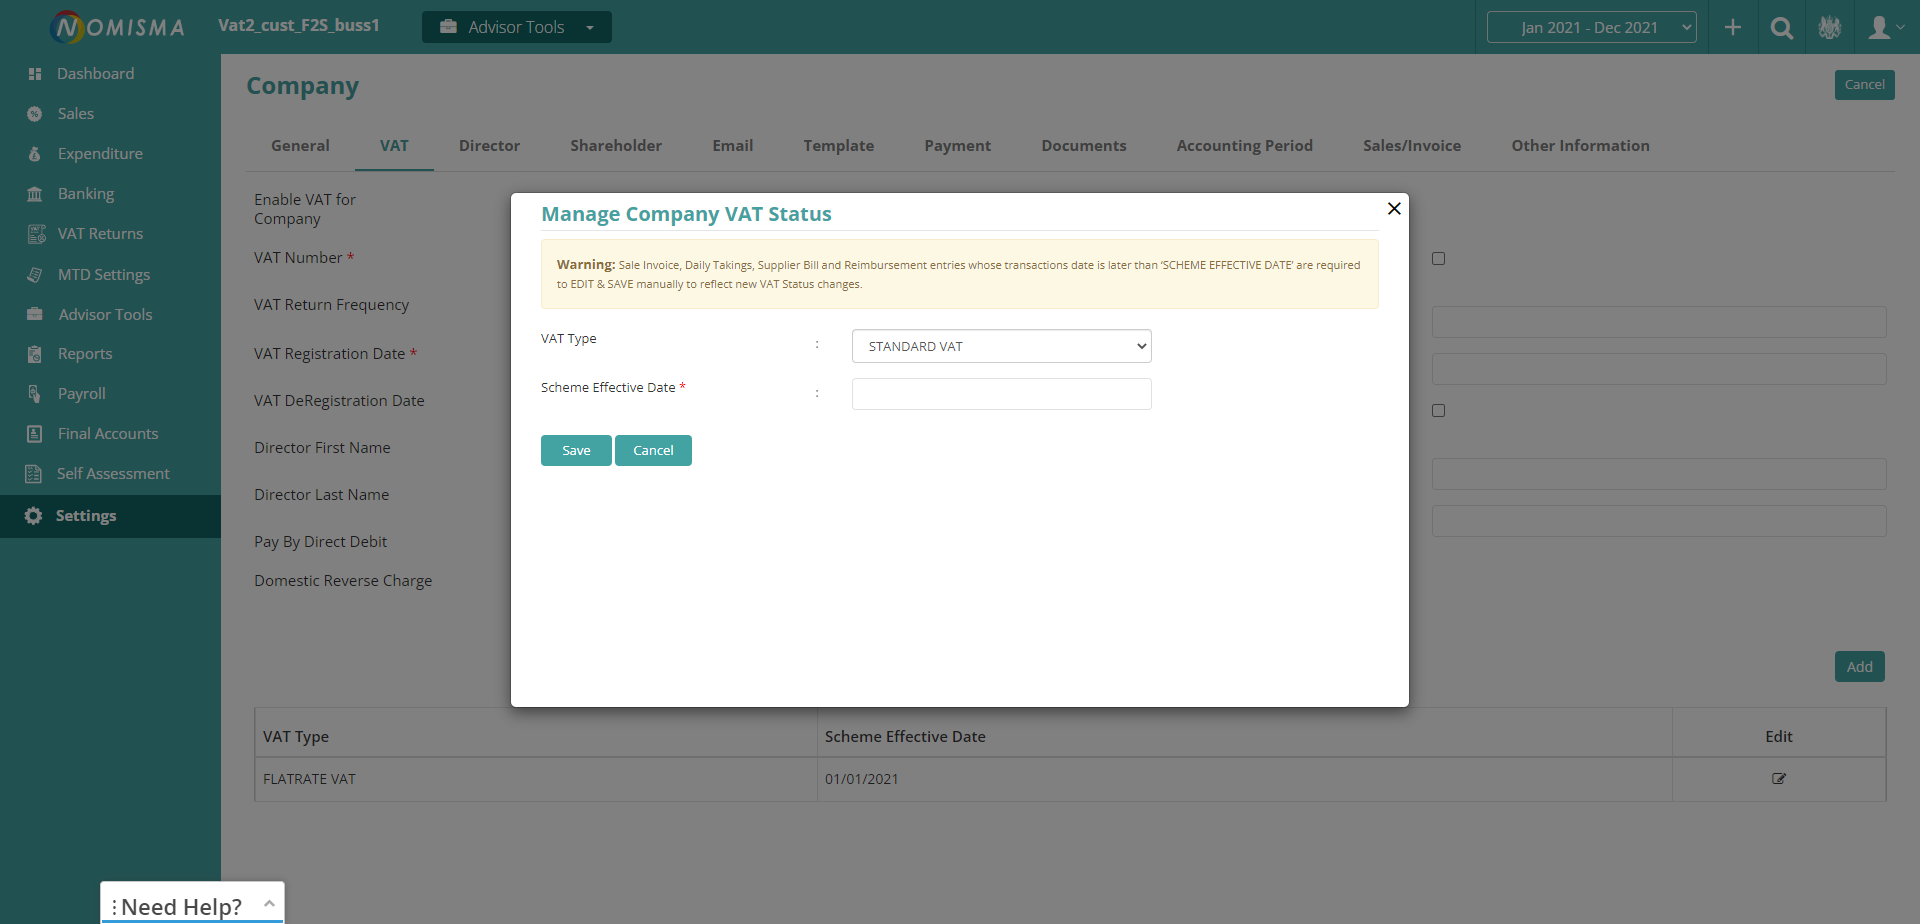 NOMISMA
Vat2_cust_F2S_buss1
Advisor Tools
Jan 2021 - Dec 2021
Dashboard
Sales
Expenditure
Banking
VAT Returns
MTD Settings
Advisor Tools
Reports
Payroll
Final Accounts
Self Assessment
Settings
Company
Cancel
General
VAT
Director
Shareholder
Email
Template
Payment
Documents
Accounting Period
Sales/Invoice
Other Information
Enable VAT for
Company
VAT Number *
VAT Return Frequency
VAT Registration Date *
VAT DeRegistration Date
Director First Name
Director Last Name
Pay By Direct Debit
Domestic Reverse Charge
Manage Company VAT Status
Warning: Sale Invoice, Daily Takings, Supplier Bill and Reimbursement entries whose transactions date is later than 'SCHEME EFFECTIVE DATE' are required
to EDIT & SAVE manually to reflect new VAT Status changes.
VAT Type : STANDARD VAT
Scheme Effective Date * :
Save Cancel
Add
VAT Type Scheme Effective Date Edit
FLATRATE VAT 01/01/2021
Need Help?